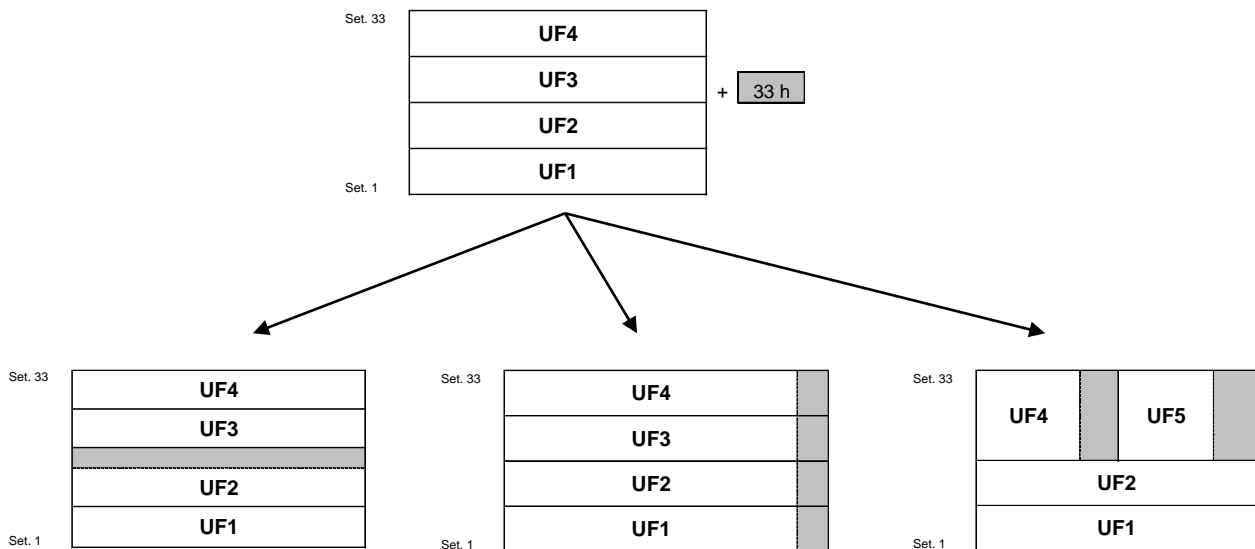 Set. 33
UF4
UF3
+ 33 h
UF2
UF1
Set. 1
Set. 33
UF4
UF3
UF2
UF1
Set. 1
Set. 33
UF4
UF3
UF2
UF1
Set. 1
Set. 33
UF4 UF5
UF2
UF1
Set. 1